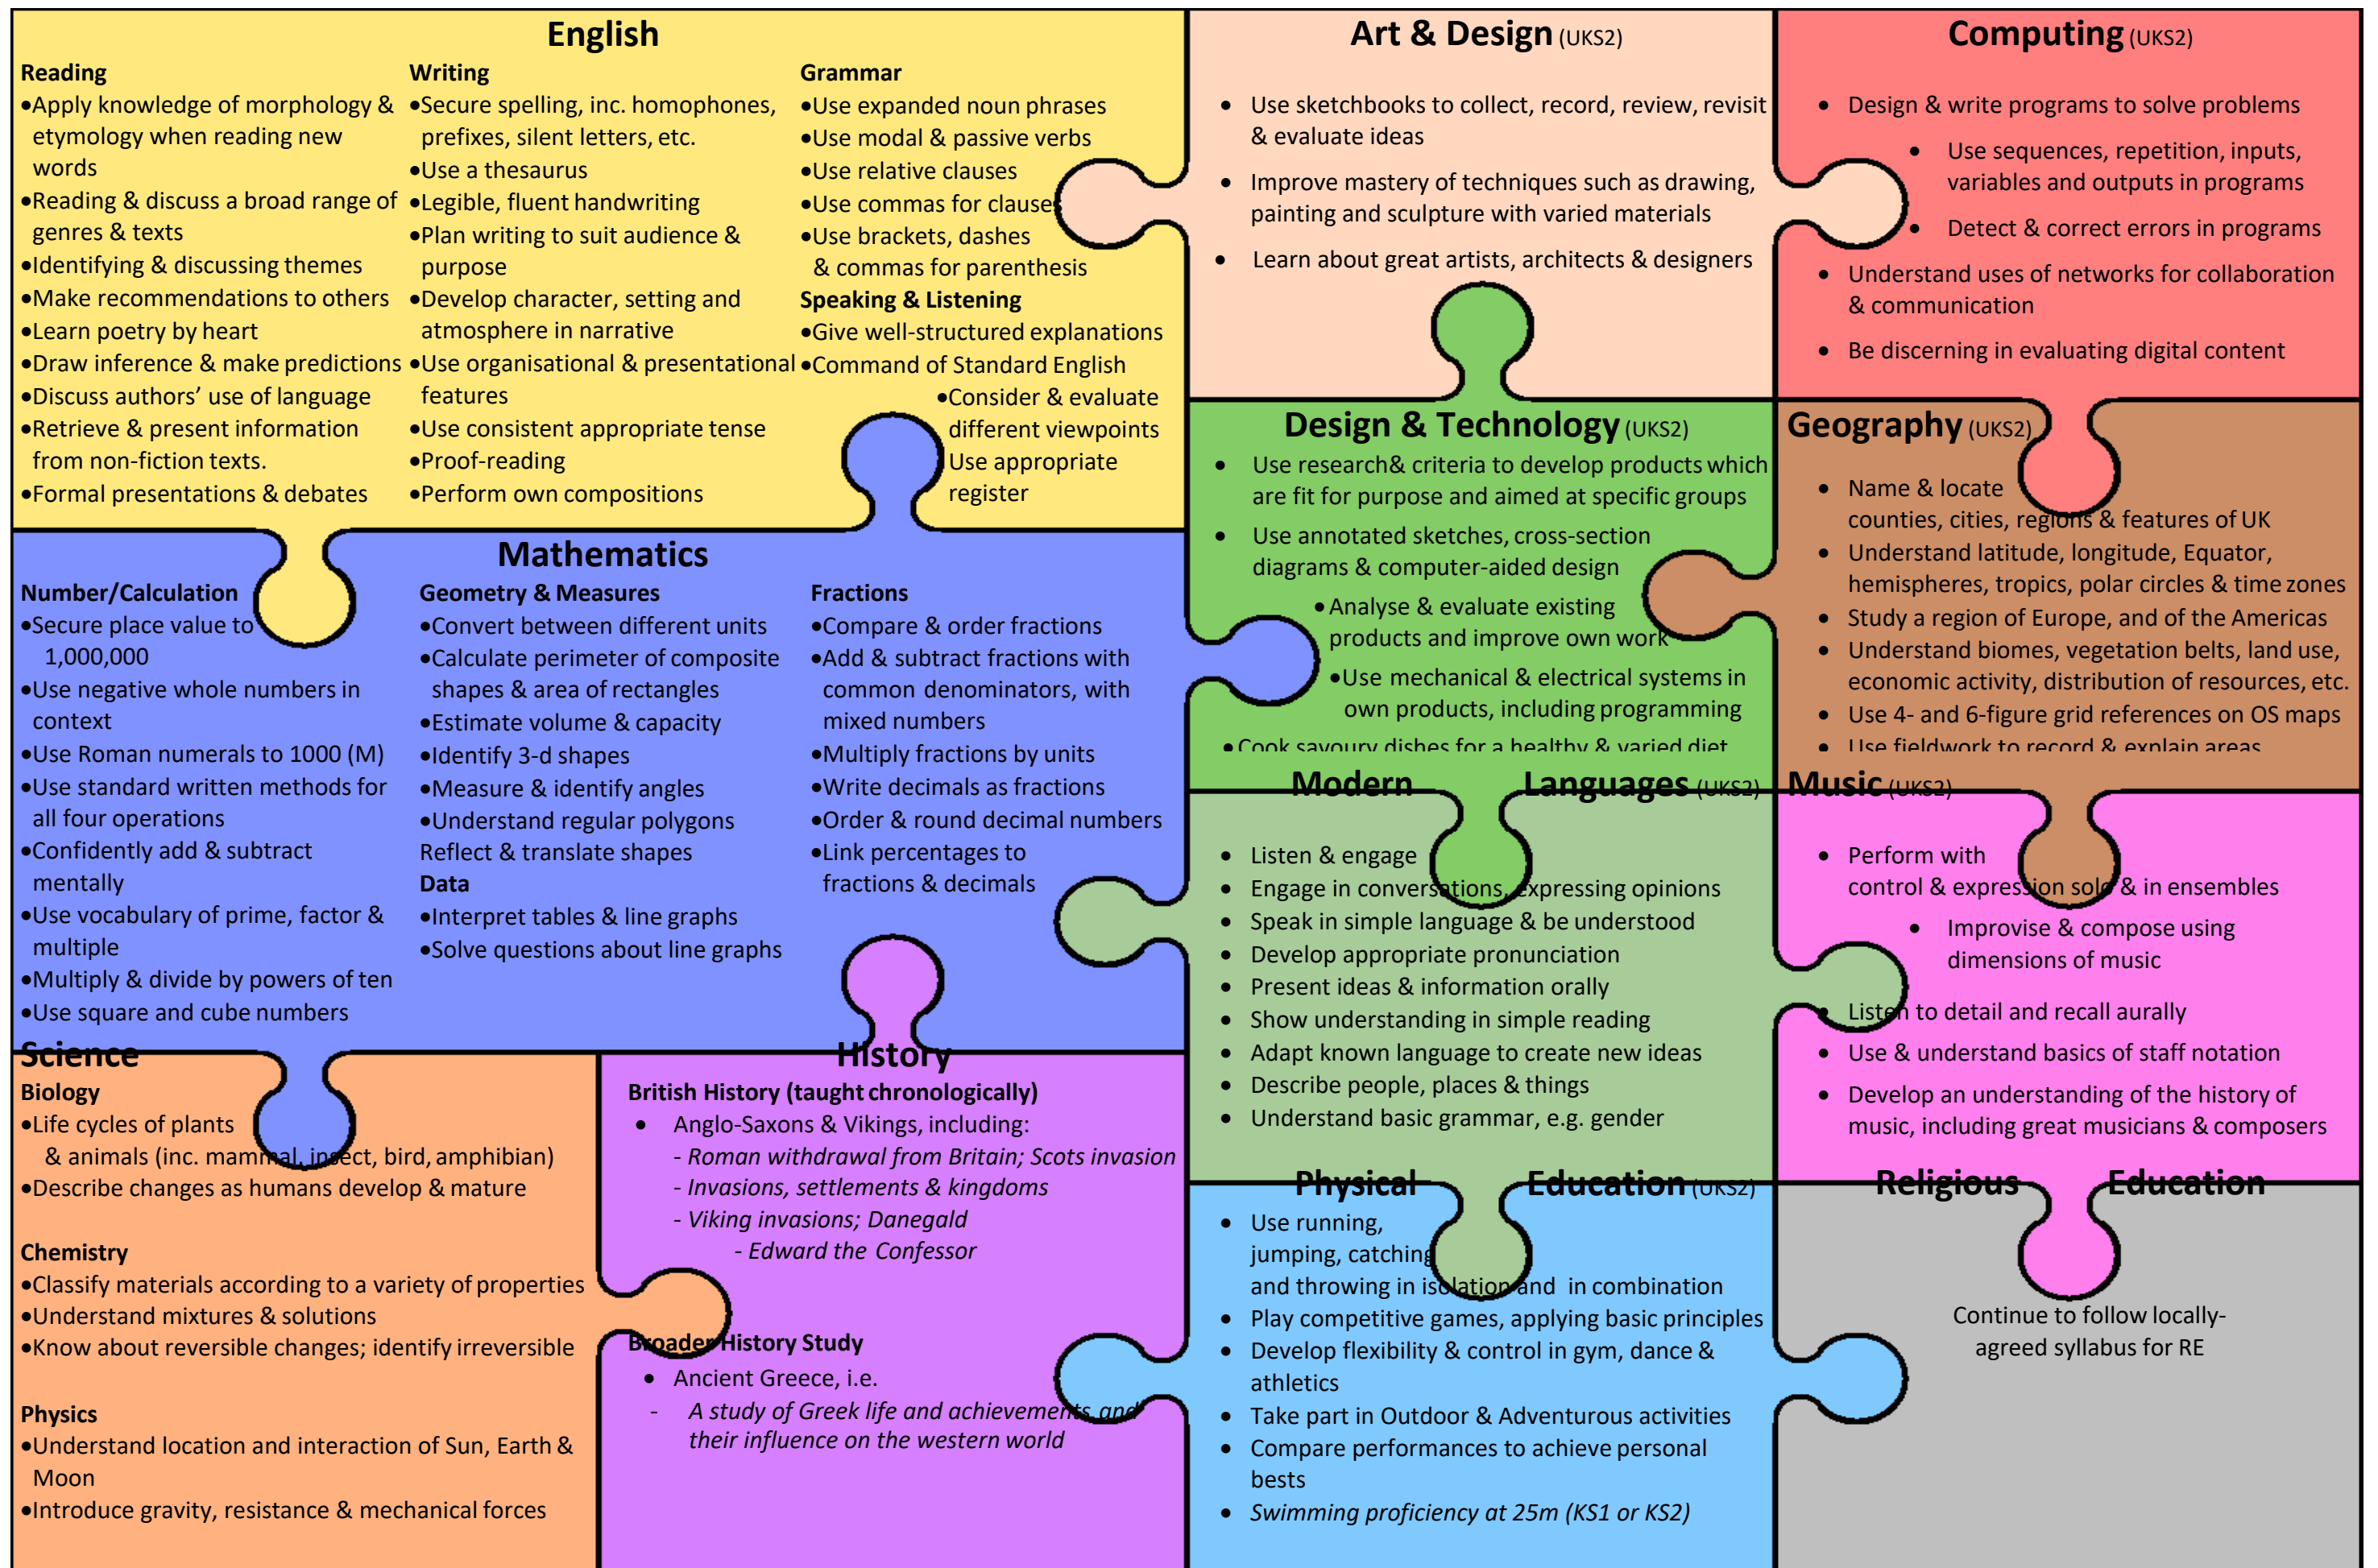 English
Reading
•Apply knowledge of morphology &
etymology when reading new
words
•Reading & discuss a broad range of
genres & texts
•Identifying & discussing themes
•Make recommendations to others
•Learn poetry by heart
•Draw inference & make predictions
•Discuss authors' use of language
•Retrieve & present information
from non-fiction texts.
•Formal presentations & debates
Writing
•Secure spelling, inc. homophones,
prefixes, silent letters, etc.
•Use a thesaurus
•Legible, fluent handwriting
•Plan writing to suit audience &
purpose
•Develop character, setting and
atmosphere in narrative
•Use organisational & presentational
features
•Use consistent appropriate tense
•Proof-reading
•Perform own compositions
Grammar
•Use expanded noun phrases
•Use modal & passive verbs
•Use relative clauses
•Use commas for clauses
•Use brackets, dashes
& commas for parenthesis
Speaking & Listening
•Give well-structured explanations
•Command of Standard English
•Consider & evaluate
different viewpoints
Use appropriate
register
Art & Design (UKS2)
• Use sketchbooks to collect, record, review, revisit
& evaluate ideas
• Improve mastery of techniques such as drawing,
painting and sculpture with varied materials
• Learn about great artists, architects & designers
Computing (UKS2)
• Design & write programs to solve problems
• Use sequences, repetition, inputs,
variables and outputs in programs
• Detect & correct errors in programs
• Understand uses of networks for collaboration
& communication
• Be discerning in evaluating digital content
Design & Technology (UKS2)
• Use research& criteria to develop products which
are fit for purpose and aimed at specific groups
• Use annotated sketches, cross-section
diagrams & computer-aided design
•Analyse & evaluate existing
products and improve own work
•Use mechanical & electrical systems in
own products, including programming
•Cook savoury dishes for a healthy & varied diet
Geography (UKS2)
• Name & locate
counties, cities, regions & features of UK
• Understand latitude, longitude, Equator,
hemispheres, tropics, polar circles & time zones
• Study a region of Europe, and of the Americas
• Understand biomes, vegetation belts, land use,
economic activity, distribution of resources, etc.
• Use 4- and 6-figure grid references on OS maps
• Use fieldwork to record & explain areas
Mathematics
Number/Calculation
•Secure place value to
1,000,000
•Use negative whole numbers in
context
•Use Roman numerals to 1000 (M)
•Use standard written methods for
all four operations
•Confidently add & subtract
mentally
•Use vocabulary of prime, factor &
multiple
•Multiply & divide by powers of ten
•Use square and cube numbers
Geometry & Measures
•Convert between different units
•Calculate perimeter of composite
shapes & area of rectangles
•Estimate volume & capacity
•Identify 3-d shapes
•Measure & identify angles
•Understand regular polygons
Reflect & translate shapes
Data
•Interpret tables & line graphs
•Solve questions about line graphs
Fractions
•Compare & order fractions
•Add & subtract fractions with
common denominators, with
mixed numbers
•Multiply fractions by units
•Write decimals as fractions
•Order & round decimal numbers
•Link percentages to
fractions & decimals
Modern Languages (UKS2)
• Listen & engage
• Engage in conversations, expressing opinions
• Speak in simple language & be understood
• Develop appropriate pronunciation
• Present ideas & information orally
• Show understanding in simple reading
• Adapt known language to create new ideas
• Describe people, places & things
• Understand basic grammar, e.g. gender
Music (UKS2)
• Perform with
control & expression solo & in ensembles
• Improvise & compose using
dimensions of music
• Listen to detail and recall aurally
• Use & understand basics of staff notation
• Develop an understanding of the history of
music, including great musicians & composers
Science
Biology
•Life cycles of plants
& animals (inc. mammal, insect, bird, amphibian)
•Describe changes as humans develop & mature
Chemistry
•Classify materials according to a variety of properties
•Understand mixtures & solutions
•Know about reversible changes; identify irreversible
Physics
•Understand location and interaction of Sun, Earth &
Moon
•Introduce gravity, resistance & mechanical forces
History
British History (taught chronologically)
• Anglo-Saxons & Vikings, including:
- Roman withdrawal from Britain; Scots invasion
- Invasions, settlements & kingdoms
- Viking invasions; Danegald
- Edward the Confessor
Broader History Study
• Ancient Greece, i.e.
- A study of Greek life and achievements and
their influence on the western world
Physical Education (UKS2)
• Use running,
jumping, catching
and throwing in isolation and in combination
• Play competitive games, applying basic principles
• Develop flexibility & control in gym, dance &
athletics
• Take part in Outdoor & Adventurous activities
• Compare performances to achieve personal
bests
• Swimming proficiency at 25m (KS1 or KS2)
Religious Education
Continue to follow locally-
agreed syllabus for RE